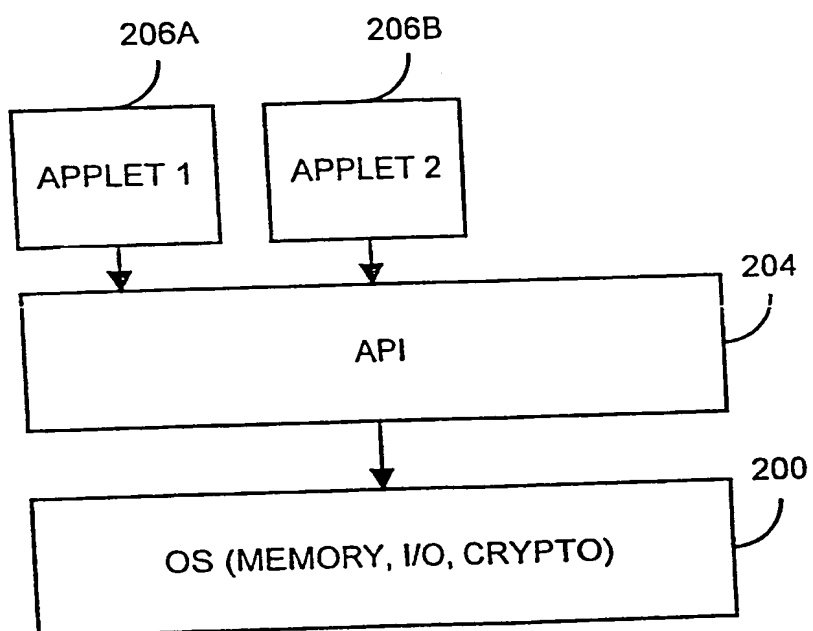 206A
206B
APPLET 1
APPLET 2
204
API
200
OS (MEMORY, I/O, CRYPTO)